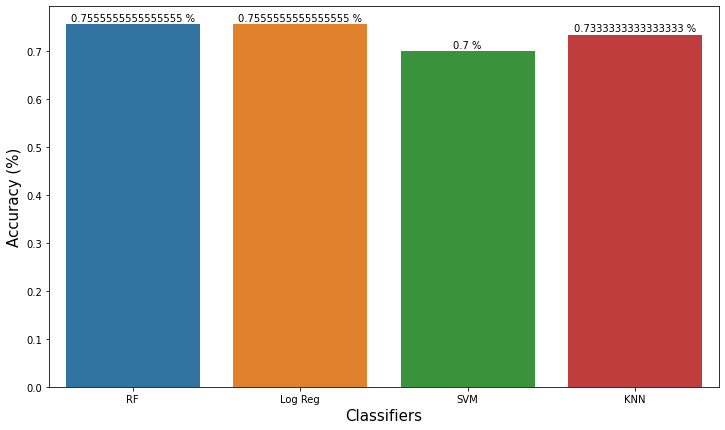 0.7555555555555555 %
0.7555555555555555 %
0.7 %
0.7333333333333333 %
Accuracy (%)
0.7
0.6
0.5
0.4
0.3
0.2
0.1
0.0
RF
Log Reg
SVM
KNN
Classifiers